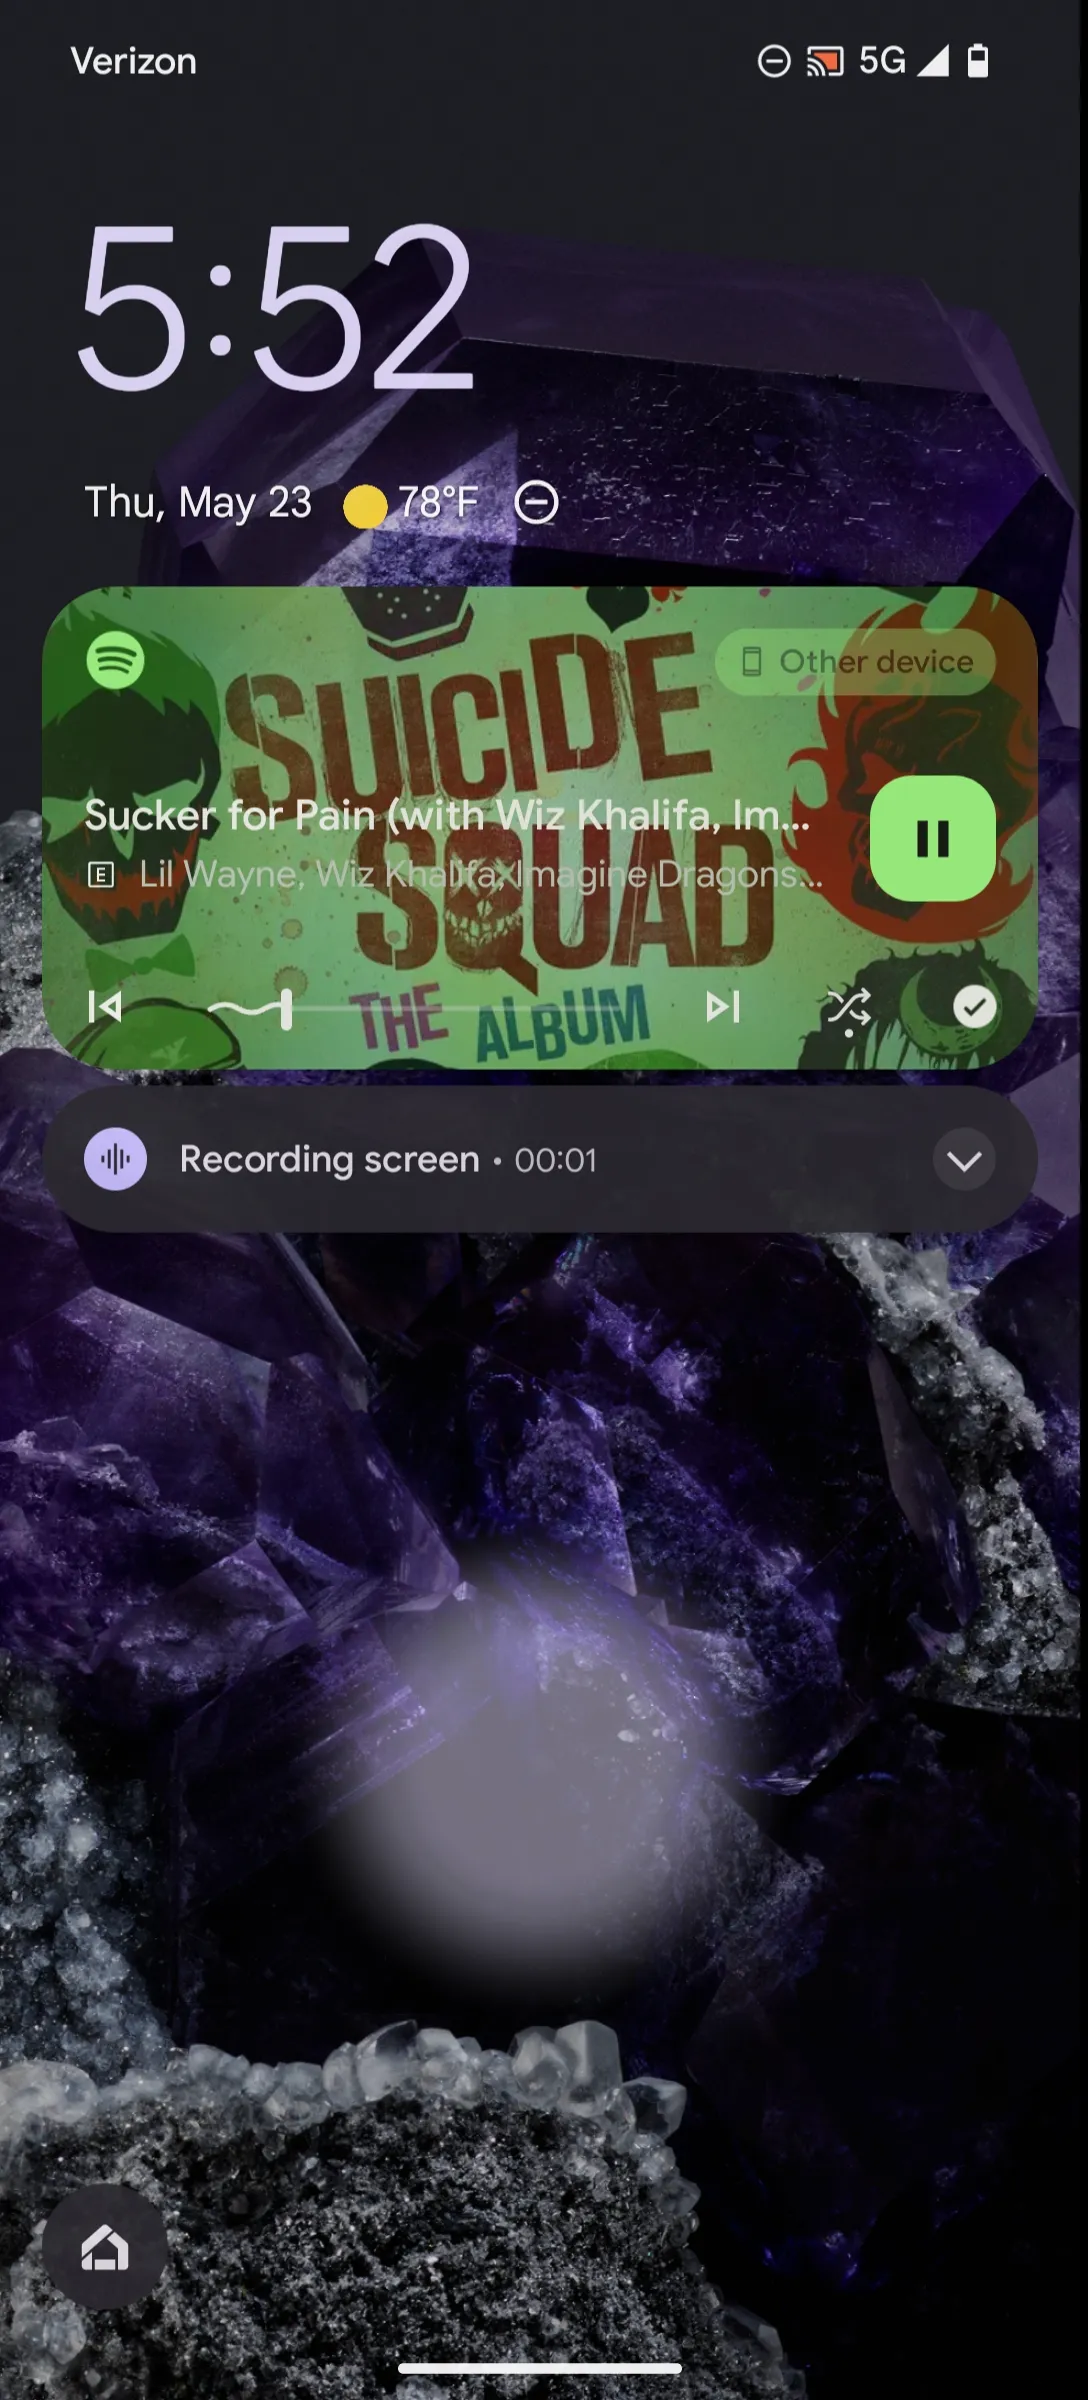 Verizon
5G
5:52
Thu, May 23 78°F
SUICIDE
Other device
Sucker for Pain (with Wiz Khalifa, Im...
SQUAD
E Lil Wayne, Wiz Khalifa, Imagine Dragons...
THE ALBUM
Recording screen • 00:01